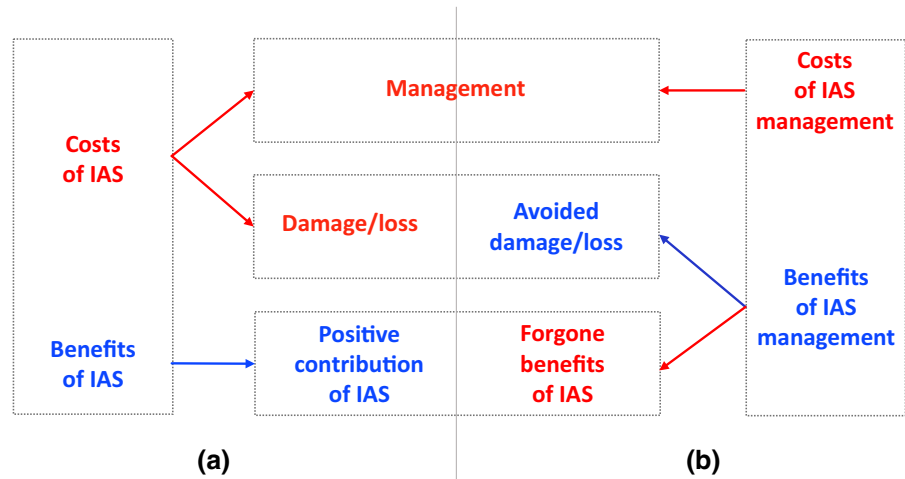 Costs
of IAS
Benefits
of IAS
Management
Damage/loss
Avoided
damage/loss
Positive
contribution
of IAS
Forgone
benefits
of IAS
Costs
of IAS
management
Benefits
of IAS
management
(a)
(b)